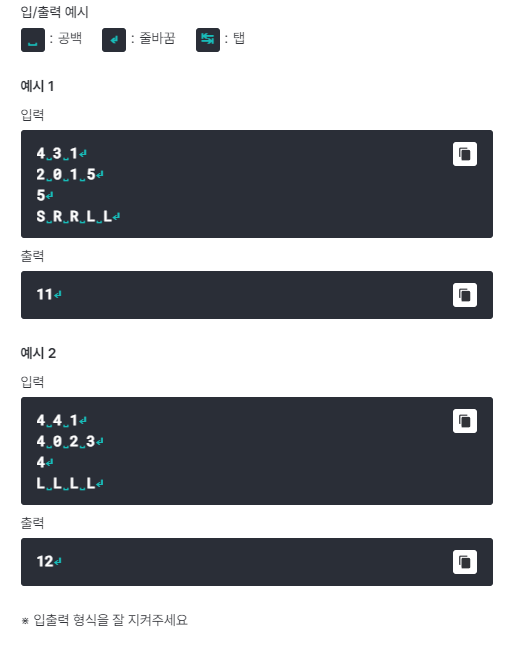 입/출력 예시
␣ : 공백 ↵ : 줄바꿈 ↹ : 탭
예시 1
입력
4␣3␣1↵
2␣0␣1␣5↵
5↵
S␣R␣R␣L␣L↵
출력
11↵
예시 2
입력
4␣4␣1↵
4␣0␣2␣3↵
4↵
L␣L␣L␣L↵
출력
12↵
※ 입출력 형식을 잘 지켜주세요